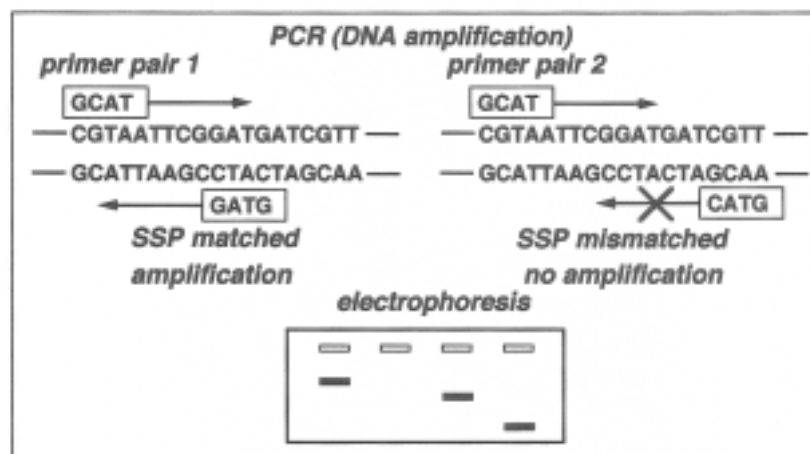 PCR (DNA amplification)
primer pair 1
GCAT
CGTAATTCGGATGATCGTT
GCATTAAGCCTACTAGCAA
GATG
SSP matched
amplification
primer pair 2
GCAT
CGTAATTCGGATGATCGTT
GCATTAAGCCTACTAGCAA
CATG
SSP mismatched
no amplification
electrophoresis